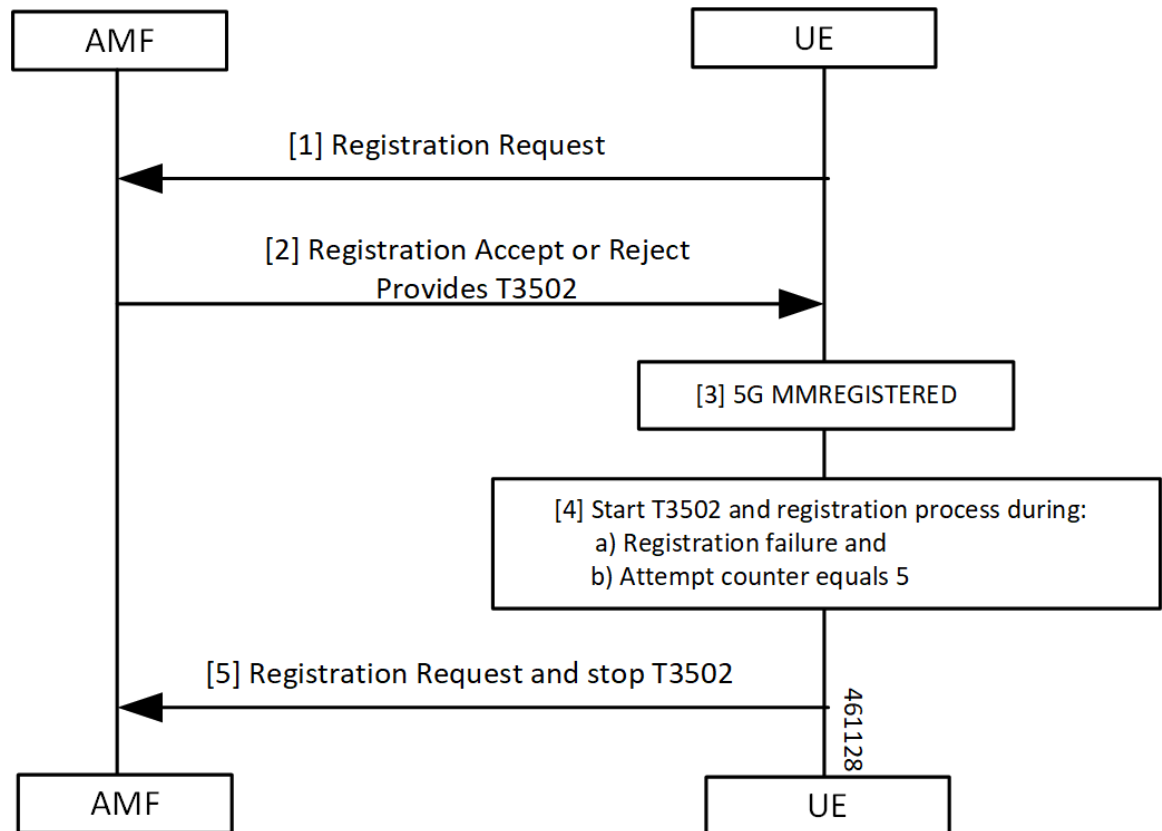 AMF
UE
[1] Registration Request
[2] Registration Accept or Reject
Provides T3502
[3] 5G MMREGISTERED
[4] Start T3502 and registration process during:
a) Registration failure and
b) Attempt counter equals 5
[5] Registration Request and stop T3502
461128
AMF
UE